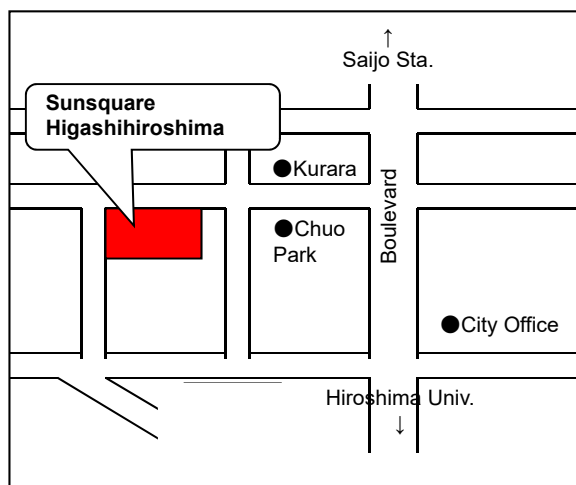 ↑
Saijo Sta.
Sunsquare
Higashihiroshima
●Kurara
Boulevard
●Chuo
Park
●City Office
Hiroshima Univ.
↓